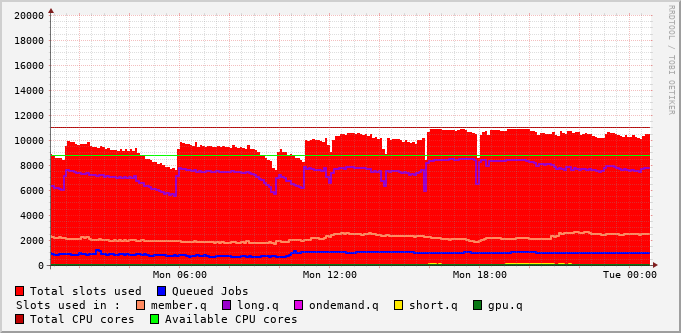 20000
18000
16000
14000
12000
10000
8000
6000
4000
2000
0
Mon 06:00 Mon 12:00 Mon 18:00 Tue 00:00
RRDTOOL / TOBI OETIKER
Total slots used Queued Jobs
Slots used in : member.q long.q ondemand.q short.q gpu.q
Total CPU cores Available CPU cores